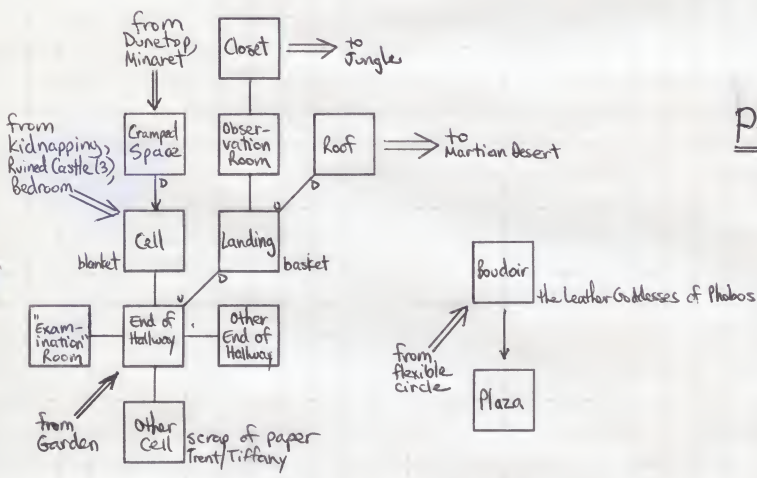 from
Dunetop,
Minaret
Closet
to
Jungle
from
kidnapping,
Ruined Castle (3),
Bedroom
Cramped
Space
D
Obser-
vation
Room
Roof
to
Martian Desert
P
D
U
Cell
blanket
Landing
basket
D
U
"Exam-
ination"
Room
End of
Hallway
Other
End of
Hallway
from
Garden
Other
Cell
scrap of paper
Trent/Tiffany
Boudoir
the Leather Goddesses of Phobos
from
flexible
circle
Plaza